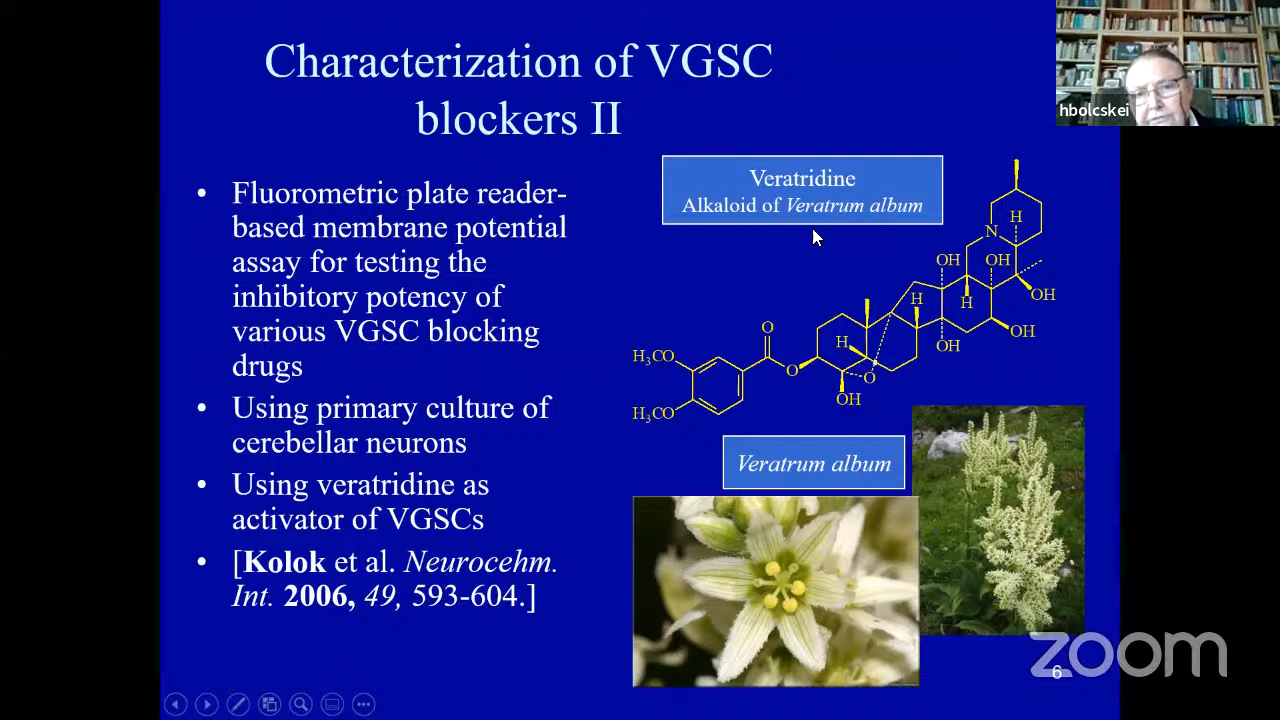 Characterization of VGSC
blockers II
hbolcskei
• Fluorometric plate reader-
based membrane potential
assay for testing the
inhibitory potency of
various VGSC blocking
drugs
• Using primary culture of
cerebellar neurons
• Using veratridine as
activator of VGSCs
• [Kolok et al. Neurocehm.
Int. 2006, 49, 593-604.]
Veratridine
Alkaloid of Veratrum album
H
N
OH
OH
OH
H
H
OH
O
H
OH
H₃CO
O
O
OH
H₃CO
Veratrum album
zoom
6